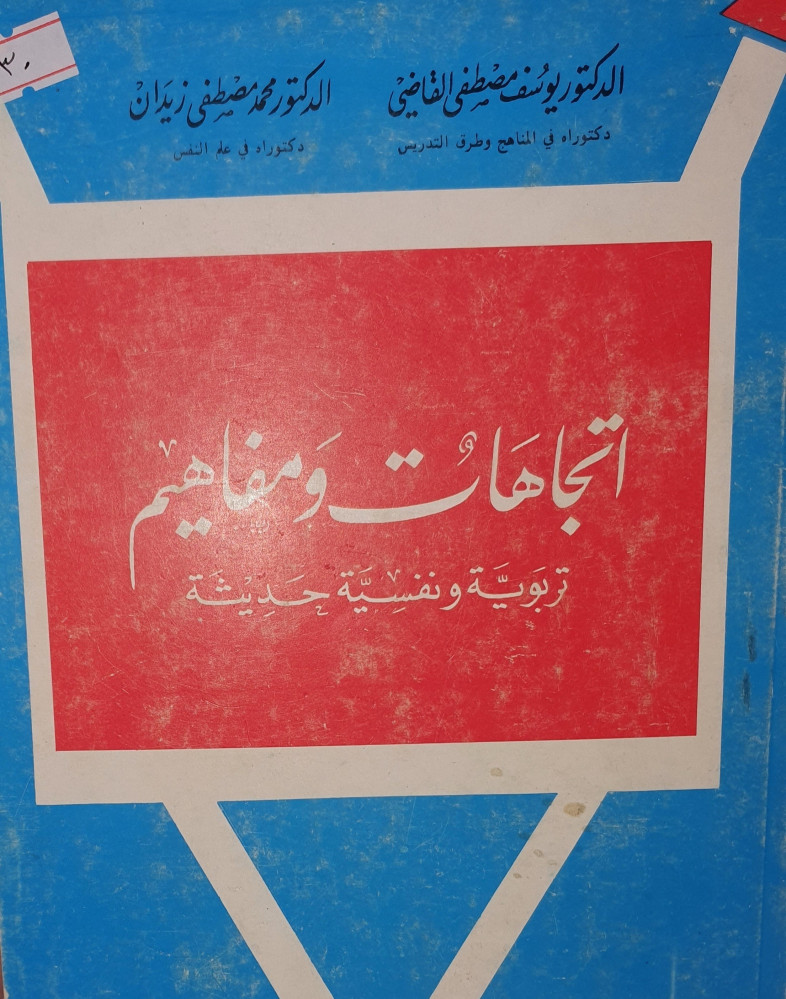 ٣٠
الدكتور يوسف مصطفى القاضي
دكتوراه في المناهج وطرق التدريس
الدكتور محمد مصطفى زيدان
دكتوراه في علم النفس
اتجاهات ومفاهيم
تربوية ونفسية حديثة